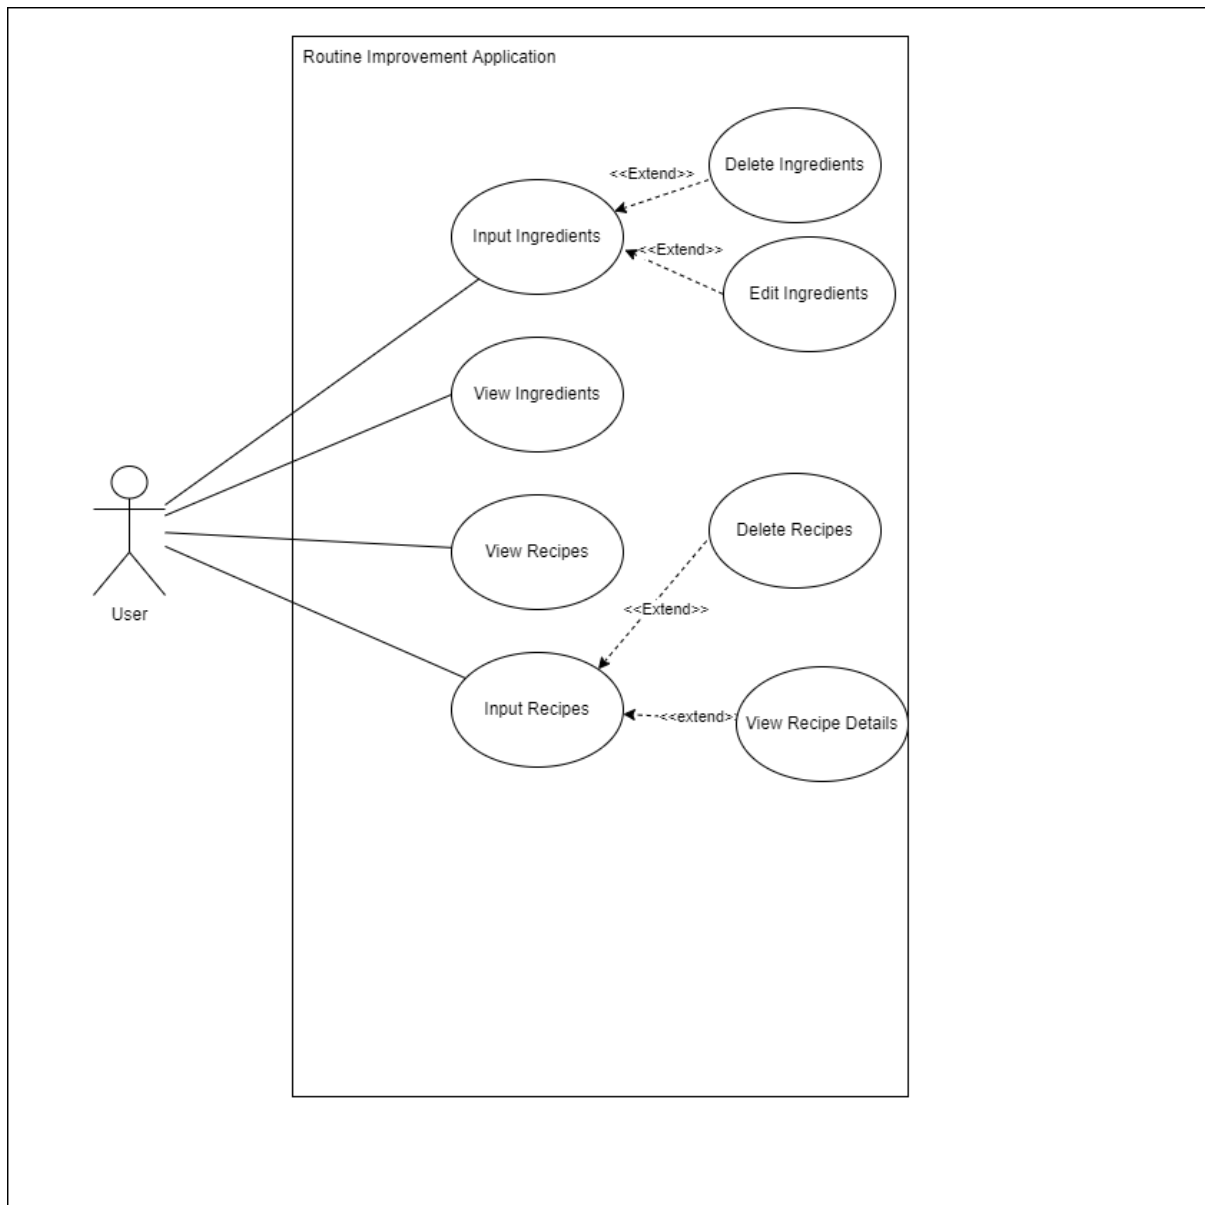 Routine Improvement Application
Delete Ingredients
<<Extend>>
Input Ingredients
<<Extend>>
Edit Ingredients
View Ingredients
Delete Recipes
View Recipes
<<Extend>>
User
Input Recipes
<<extend>>
View Recipe Details